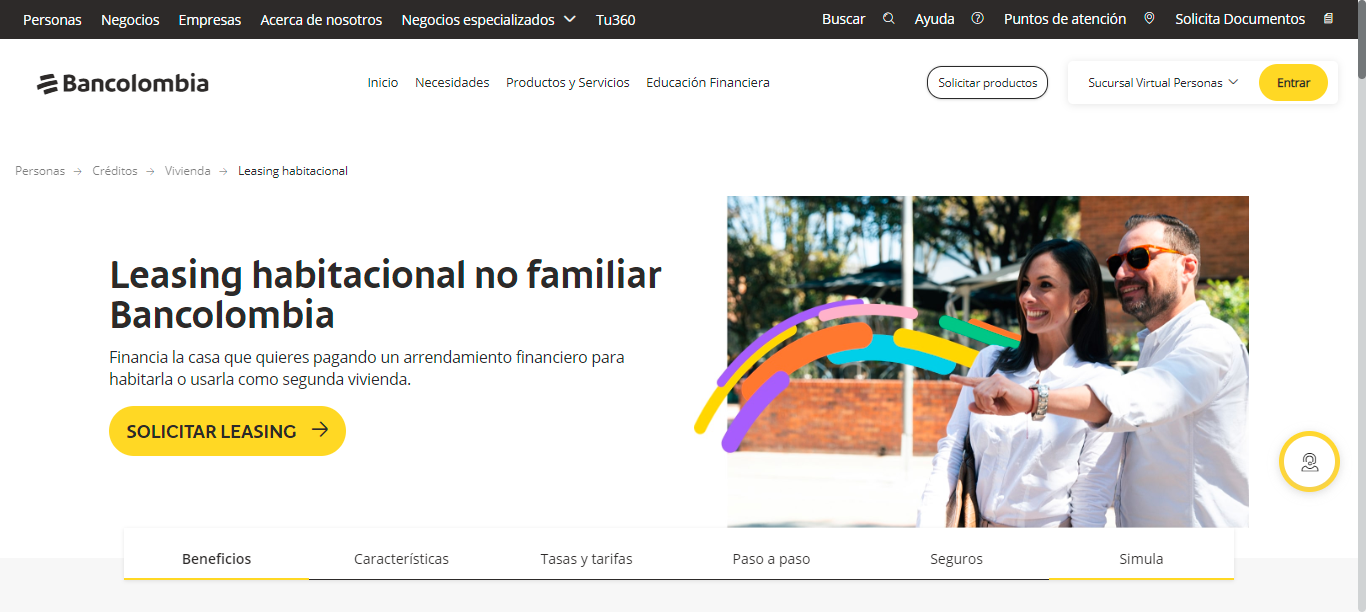 Personas Negocios Empresas Acerca de nosotros Negocios especializados Tu360 Buscar Ayuda Puntos de atención Solicita Documentos
Bancolombia Inicio Necesidades Productos y Servicios Educación Financiera Solicitar productos Sucursal Virtual Personas Entrar
Personas Créditos Vivienda Leasing habitacional
Leasing habitacional no familiar
Bancolombia
Financia la casa que quieres pagando un arrendamiento financiero para
habitarla o usarla como segunda vivienda.
SOLICITAR LEASING
Beneficios Características Tasas y tarifas Paso a paso Seguros Simula